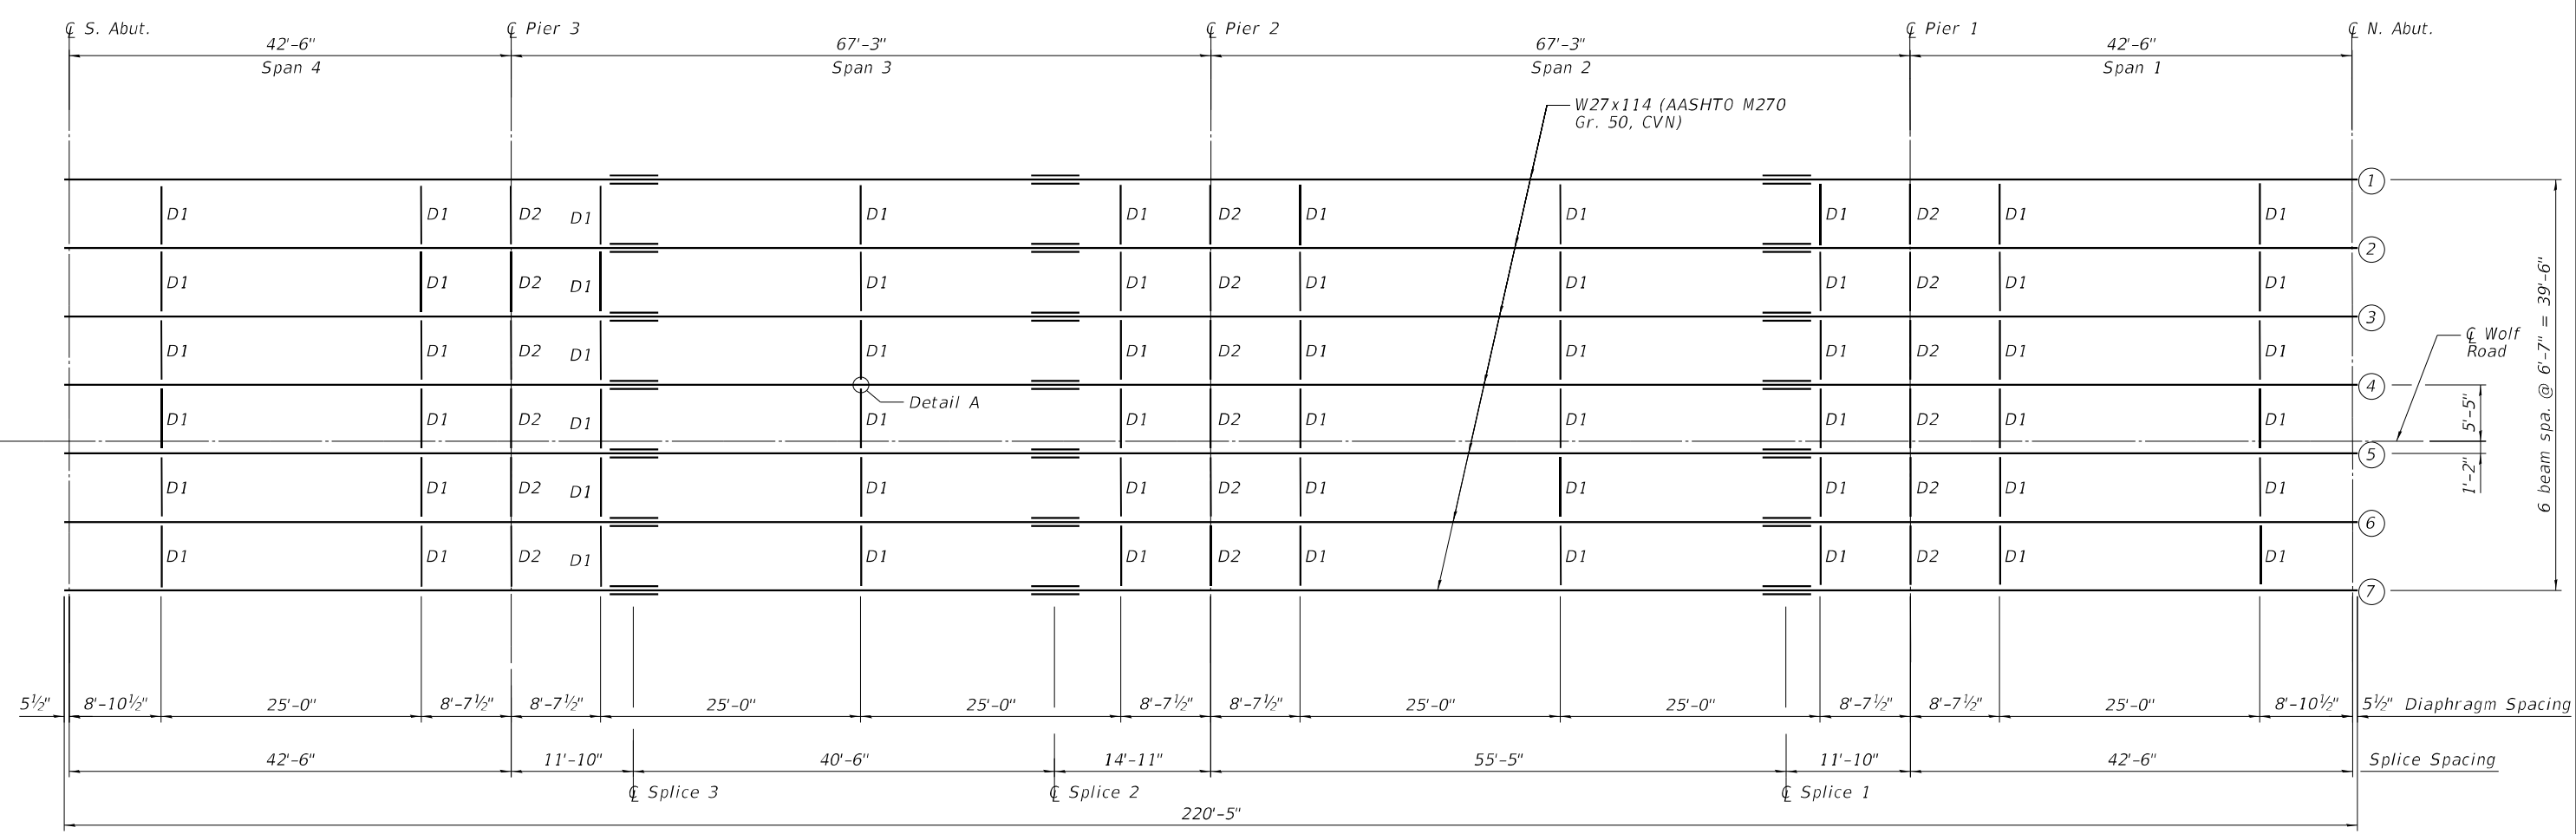 ℄ S. Abut.
℄ Pier 3
℄ Pier 2
℄ Pier 1
℄ N. Abut.
42'-6"
67'-3"
67'-3"
42'-6"
Span 4
Span 3
Span 2
Span 1
W27x114 (AASHTO M270
Gr. 50, CVN)
1
D1 D1 D2 D1 D1 D1 D2 D1 D1 D1 D2 D1 D1
2
D1 D1 D2 D1 D1 D1 D2 D1 D1 D1 D2 D1 D1
3
℄ Wolf
Road
D1 D1 D2 D1 D1 D1 D2 D1 D1 D1 D2 D1 D1
4
Detail A
D1 D1 D2 D1 D1 D1 D2 D1 D1 D1 D2 D1 D1
5
D1 D1 D2 D1 D1 D1 D2 D1 D1 D1 D2 D1 D1
6
D1 D1 D2 D1 D1 D1 D2 D1 D1 D1 D2 D1 D1
7
5'-5"
1'-2"
6 beam spa. @ 6'-7" = 39'-6"
5½" 8'-10½" 25'-0" 8'-7½" 8'-7½" 25'-0" 25'-0" 8'-7½" 8'-7½" 25'-0" 25'-0" 8'-7½" 8'-7½" 25'-0" 8'-10½" 5½" Diaphragm Spacing
42'-6" 11'-10" 40'-6" 14'-11" 55'-5" 11'-10" 42'-6" Splice Spacing
℄ Splice 3
℄ Splice 2
℄ Splice 1
220'-5"